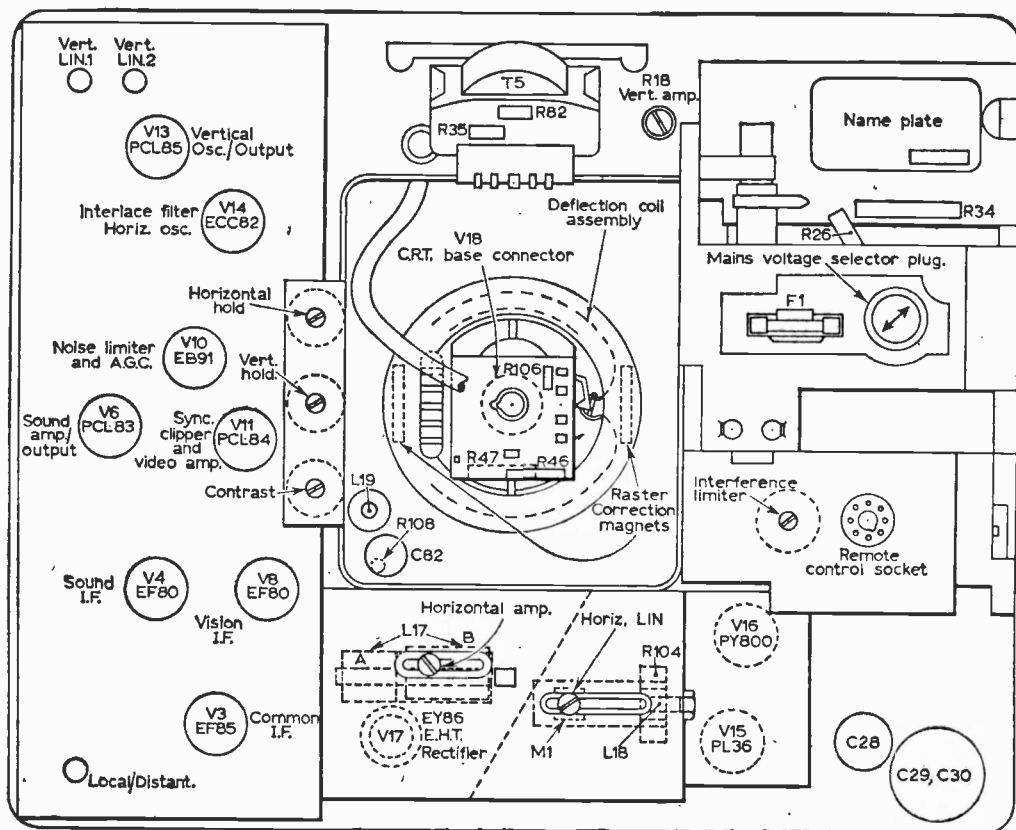 Vert. LIN.1
Vert. LIN.2
V13
PCL85
Vertical
Osc./Output
Interlace filter
Horiz. osc.
V14
ECC82
Horizontal
hold
Noise limiter
and A.G.C.
V10
EB91
Vert.
hold
Sound
amp./
output
V6
PCL83
V11
PCL84
Sync.
clipper
and
Video amp.
Contrast
L19
R108
C82
Sound
I.F.
V4
EF80
V8
EF80
Vision
I.F.
V3
EF85
Common
I.F.
Local/Distant.
T5
R82
R35
R18
Vert. amp.
Deflection coil
assembly
V18
C.R.T. base connector
R106
R47
R46
Raster
Correction
magnets
Name plate
R34
R26
Mains voltage selector plug.
F1
Interference
limiter
Remote
control socket
Horizontal amp.
L17
A
B
V17
EY86
E.H.T.
Rectifier
Horiz. LIN
R104
M1
L18
V16
PY800
V15
PL36
C28
C29, C30